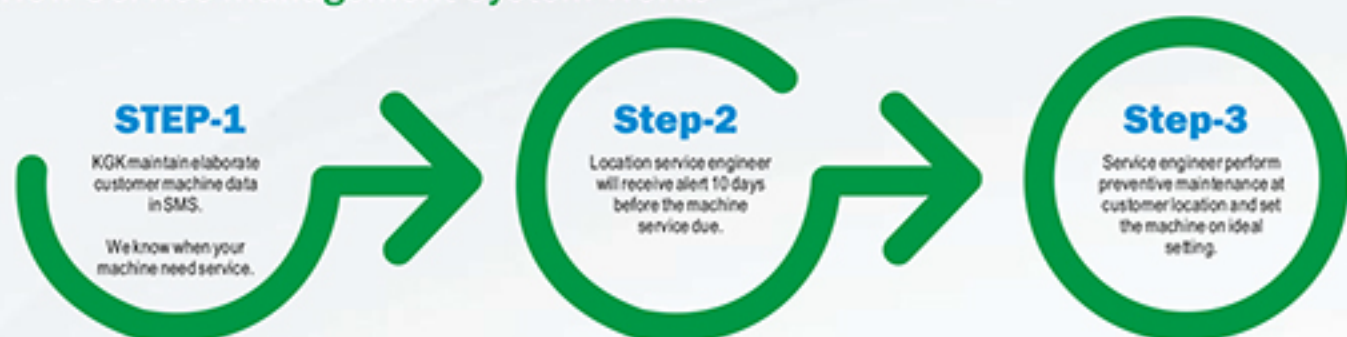 STEP-1
KGK maintain elaborate
customer machine data
in SMS.
We know when your
machine need service.
Step-2
Location service engineer
will receive alert 10 days
before the machine
service due.
Step-3
Service engineer perform
preventive maintenance at
customer location and set
the machine on ideal
setting.